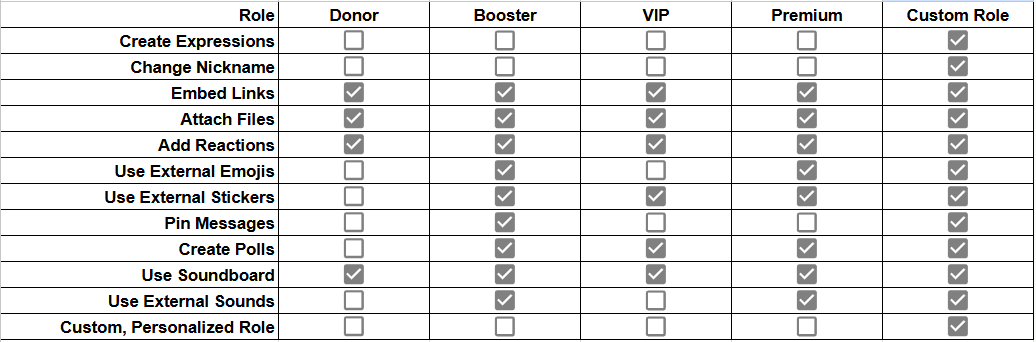 Role Donor Booster VIP Premium Custom Role
Create Expressions
Change Nickname
Embed Links
Attach Files
Add Reactions
Use External Emojis
Use External Stickers
Pin Messages
Create Polls
Use Soundboard
Use External Sounds
Custom, Personalized Role